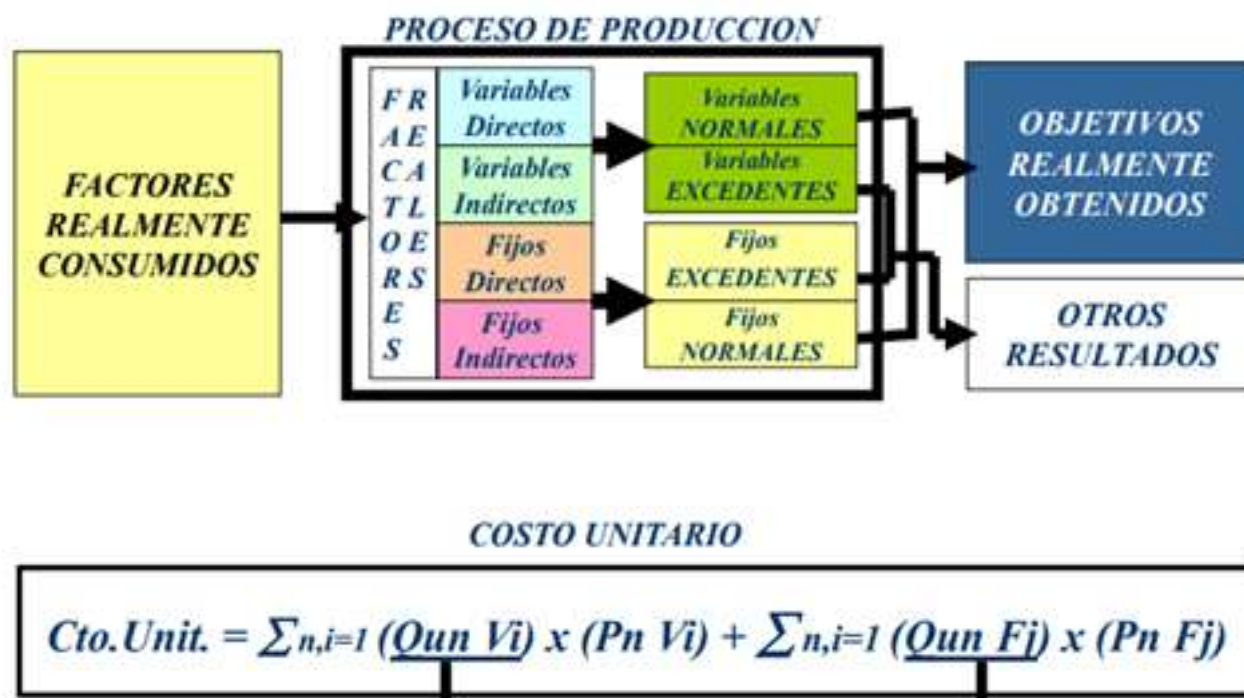 PROCESO DE PRODUCCION
FACTORES
REALMENTE
CONSUMIDOS
FACTORES
REALES
Variables
Directos
Variables
Indirectos
Fijos
Directos
Fijos
Indirectos
Variables
NORMALES
Variables
EXCEDENTES
Fijos
EXCEDENTES
Fijos
NORMALES
OBJETIVOS
REALMENTE
OBTENIDOS
OTROS
RESULTADOS
COSTO UNITARIO
Cto.Unit. = ∑n,i=1 (Qun Vi) x (Pn Vi) + ∑n,i=1 (Qun Fj) x (Pn Fj)